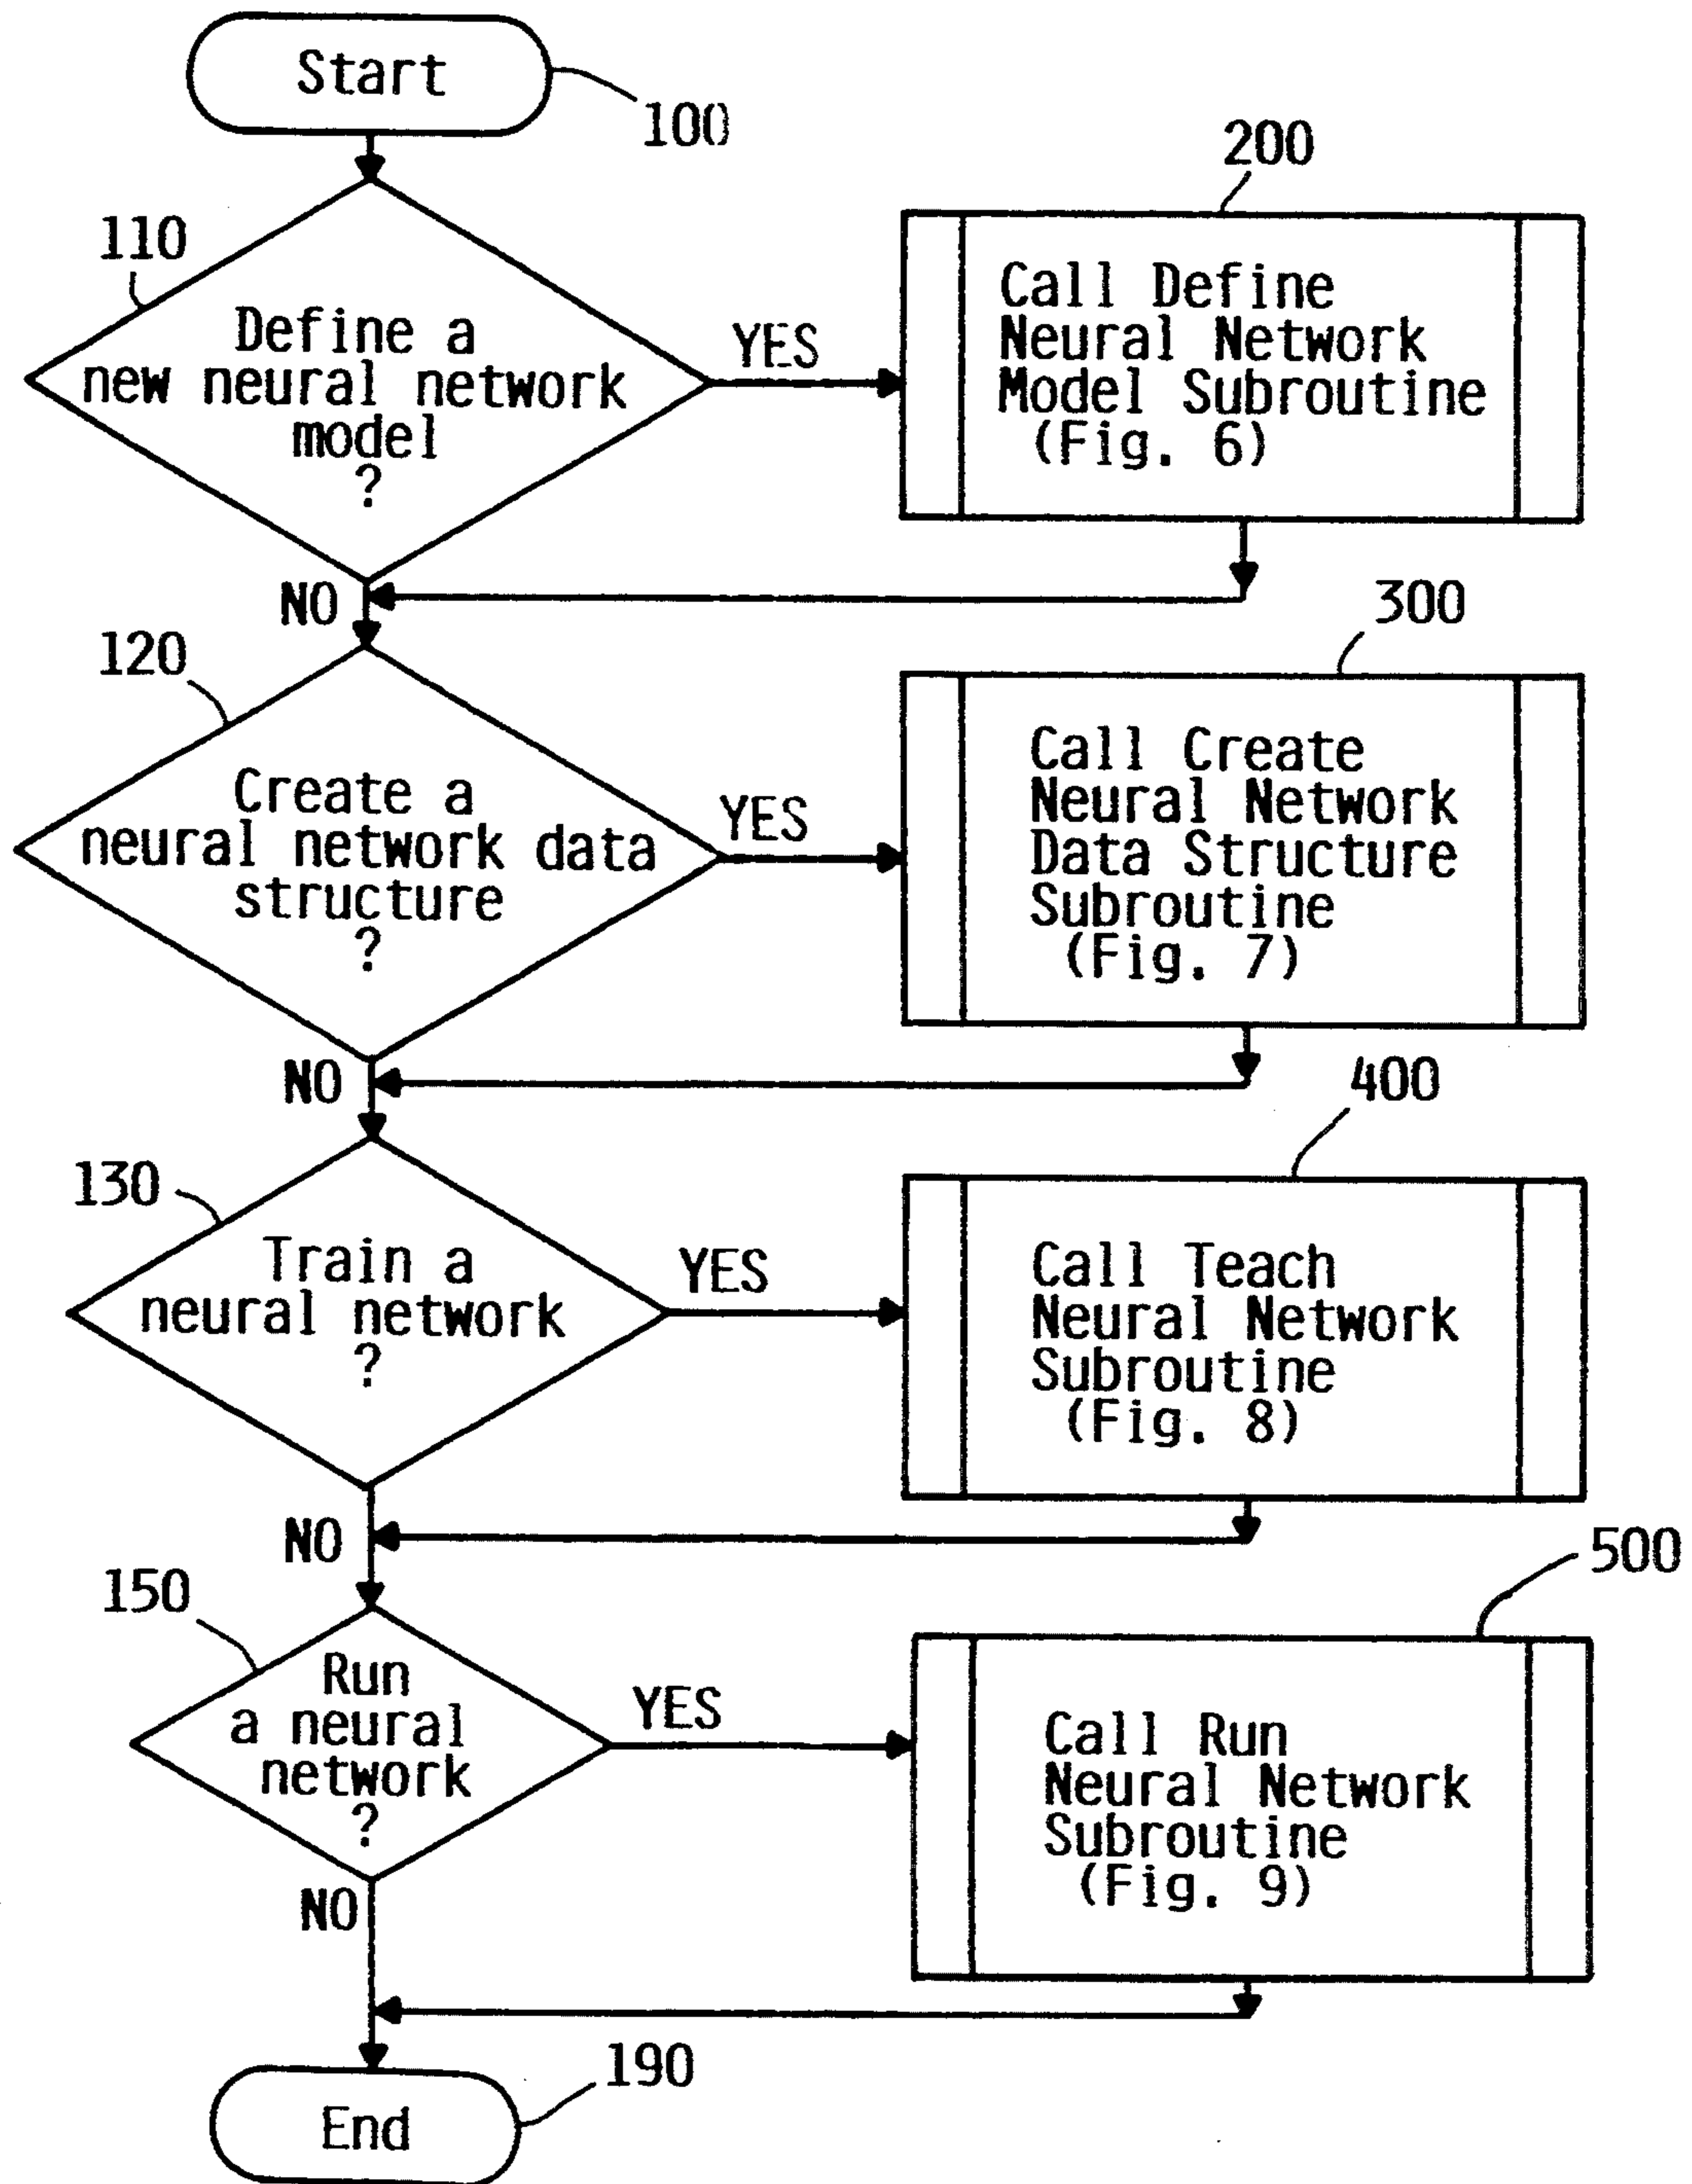 Start
100
110
Define a
new neural network
model
?
YES
200
Call Define
Neural Network
Model Subroutine
(Fig. 6)
NO
120
Create a
neural network data
structure
?
YES
300
Call Create
Neural Network
Data Structure
Subroutine
(Fig. 7)
NO
130
Train a
neural network
?
YES
400
Call Teach
Neural Network
Subroutine
(Fig. 8)
NO
150
Run
a neural
network
?
YES
500
Call Run
Neural Network
Subroutine
(Fig. 9)
NO
190
End